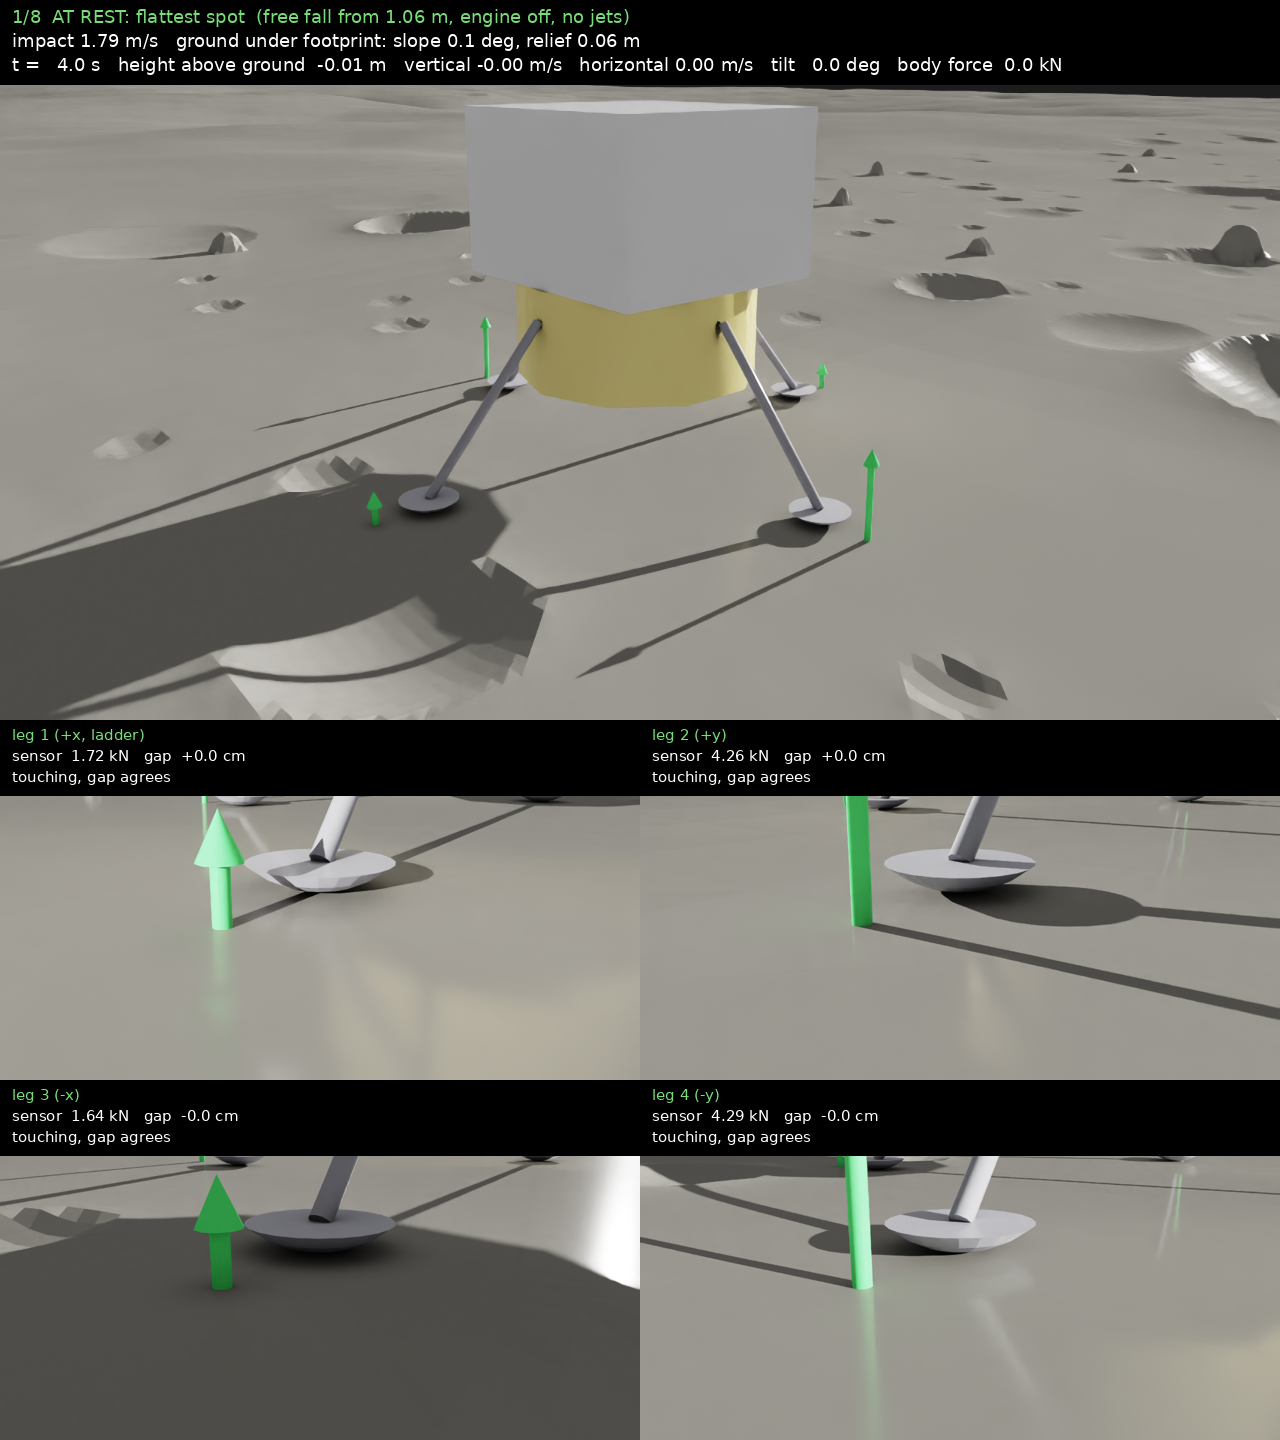 1/8  AT REST: flattest spot  (free fall from 1.06 m, engine off, no jets)
impact 1.79 m/s   ground under footprint: slope 0.1 deg, relief 0.06 m
t =   4.0 s   height above ground  -0.01 m   vertical -0.00 m/s   horizontal 0.00 m/s   tilt   0.0 deg   body force  0.0 kN
leg 1 (+x, ladder)
sensor  1.72 kN   gap  +0.0 cm
touching, gap agrees
leg 2 (+y)
sensor  4.26 kN   gap  +0.0 cm
touching, gap agrees
leg 3 (-x)
sensor  1.64 kN   gap  -0.0 cm
touching, gap agrees
leg 4 (-y)
sensor  4.29 kN   gap  -0.0 cm
touching, gap agrees